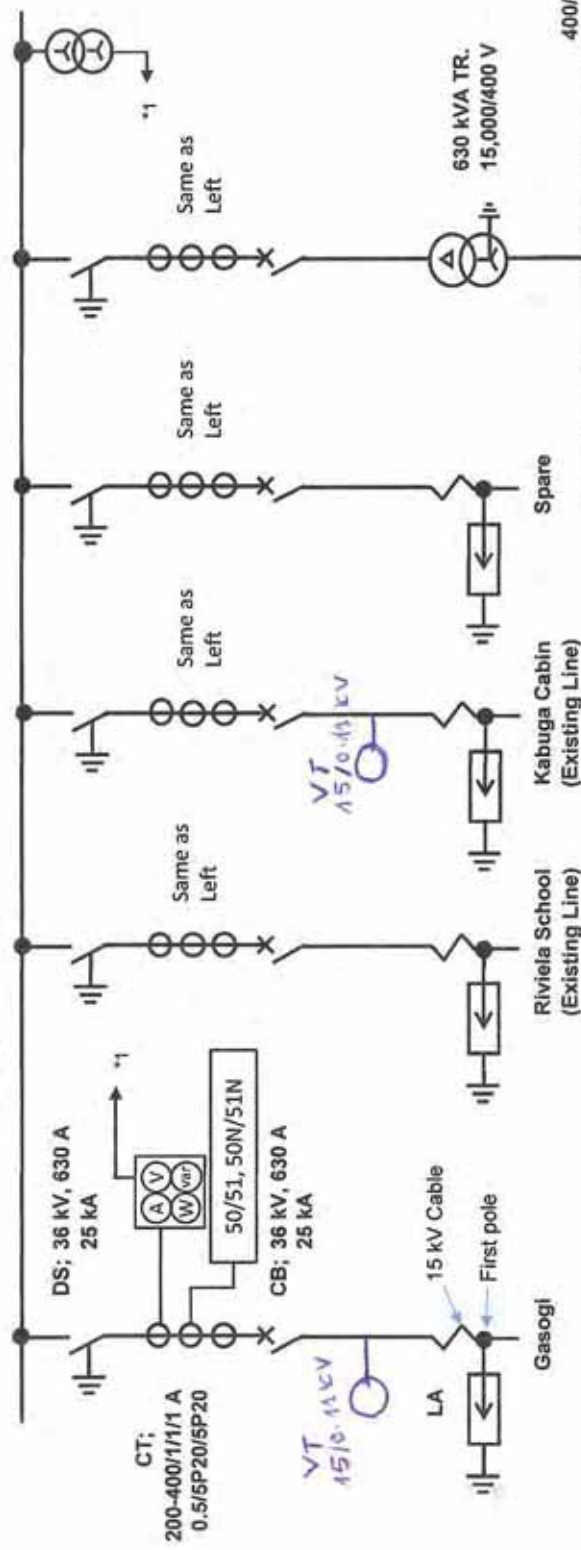 *1
Same as
Left
630 kVA TR.
15,000/400 V
400/
Same as
Left
Spare
Same as
Left
VT
15/0.11 KV
Kabuga Cabin
(Existing Line)
Same as
Left
Riviela School
(Existing Line)
DS; 36 kV, 630 A
25 kA
*1
A V
W var
50/51, 50N/51N
CB; 36 kV, 630 A
25 kA
CT;
200-400/1/1/1 A
0.5/5P20/5P20
VT
15/0.11KV
LA
15 kV Cable
First pole
Gasogi